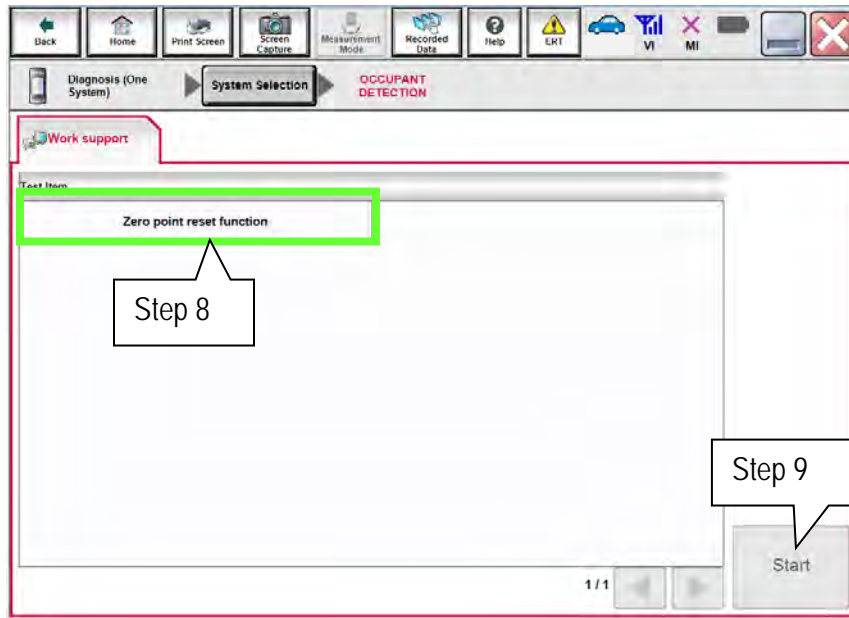 Back
Home
Print Screen
Screen
Capture
Measurement
Mode
Recorded
Data
Help
ERT
VI
MI
Diagnosis (One
System)
System Selection
OCCUPANT
DETECTION
Work support
Test Item
Zero point reset function
Step 8
Step 9
Start
1/1